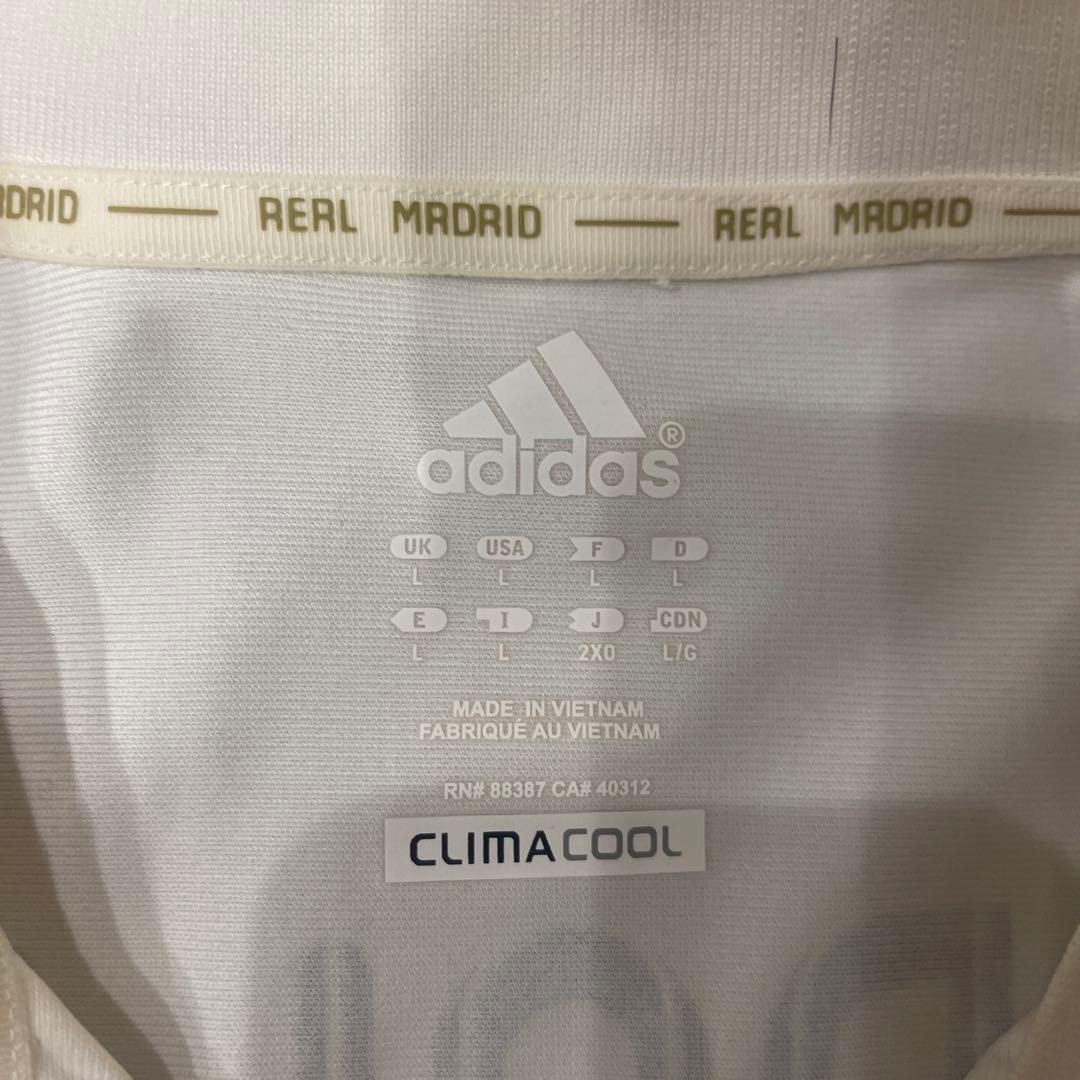 REAL MADRID REAL MADRID
adidas®
UK USA F D
L L L L
E I J CDN
L L 2XO L/G
MADE IN VIETNAM
FABRIQUÉ AU VIETNAM
RN# 88387 CA# 40312
CLIMACOOL